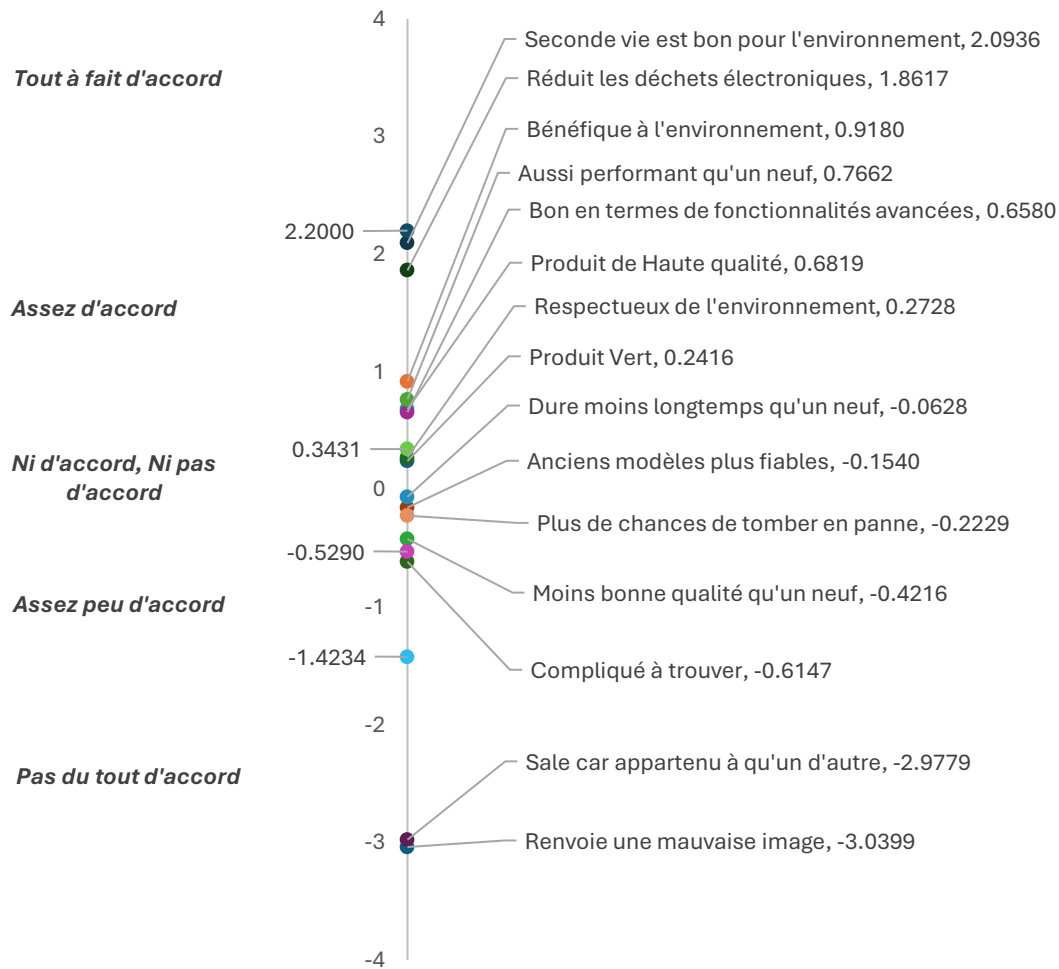 4
Seconde vie est bon pour l'environnement, 2.0936
Tout à fait d'accord
Réduit les déchets électroniques, 1.8617
3
Bénéfique à l'environnement, 0.9180
Aussi performant qu'un neuf, 0.7662
Bon en termes de fonctionnalités avancées, 0.6580
2.2000
2
Produit de Haute qualité, 0.6819
Assez d'accord
Respectueux de l'environnement, 0.2728
Produit Vert, 0.2416
1
Dure moins longtemps qu'un neuf, -0.0628
0.3431
Ni d'accord, Ni pas
d'accord
Anciens modèles plus fiables, -0.1540
0
Plus de chances de tomber en panne, -0.2229
-0.5290
Moins bonne qualité qu'un neuf, -0.4216
Assez peu d'accord
-1
-1.4234
Compliqué à trouver, -0.6147
-2
Pas du tout d'accord
Sale car appartenu à qu'un d'autre, -2.9779
-3
Renvoie une mauvaise image, -3.0399
-4